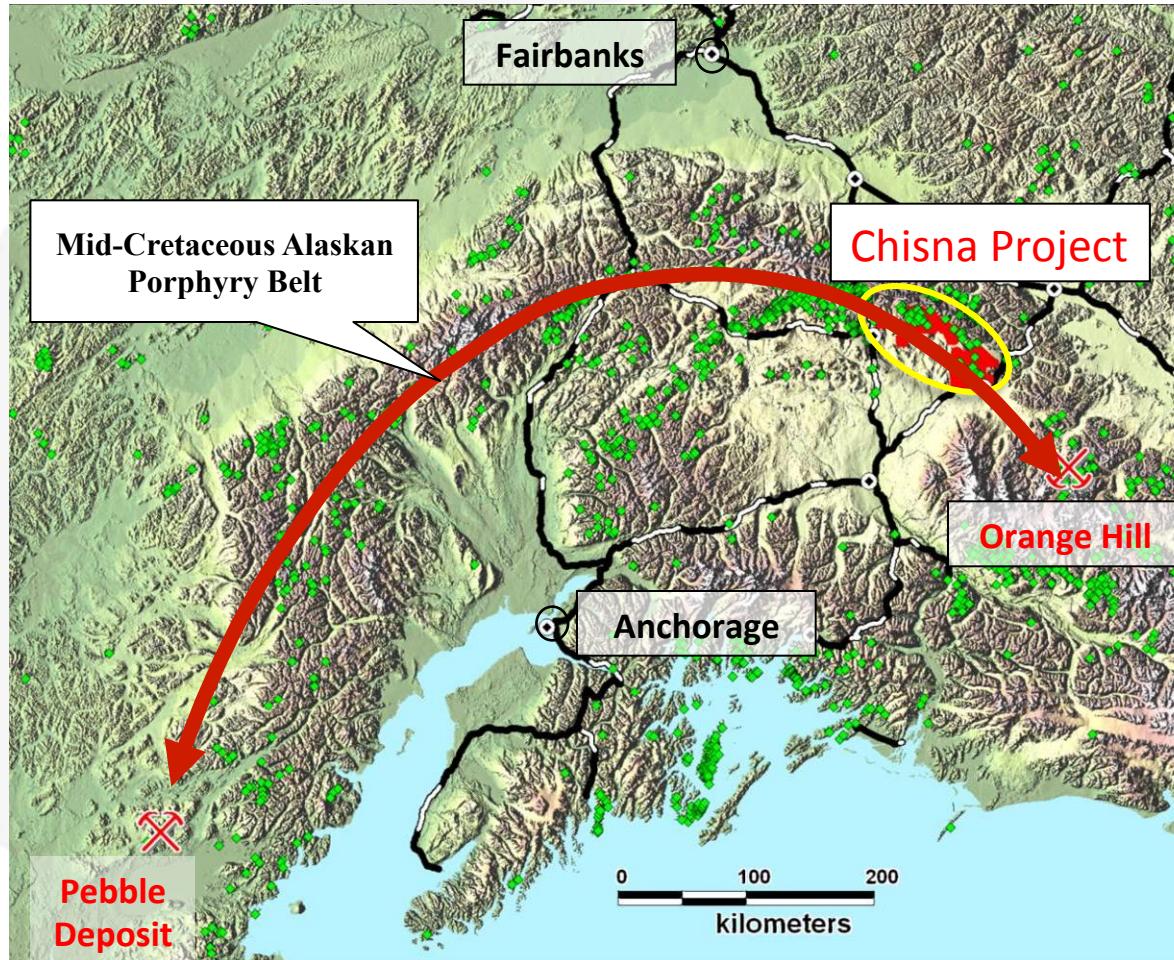 Fairbanks
Mid-Cretaceous Alaskan
Porphyry Belt
Chisna Project
Orange Hill
Anchorage
Pebble
Deposit
0 100 200
kilometers